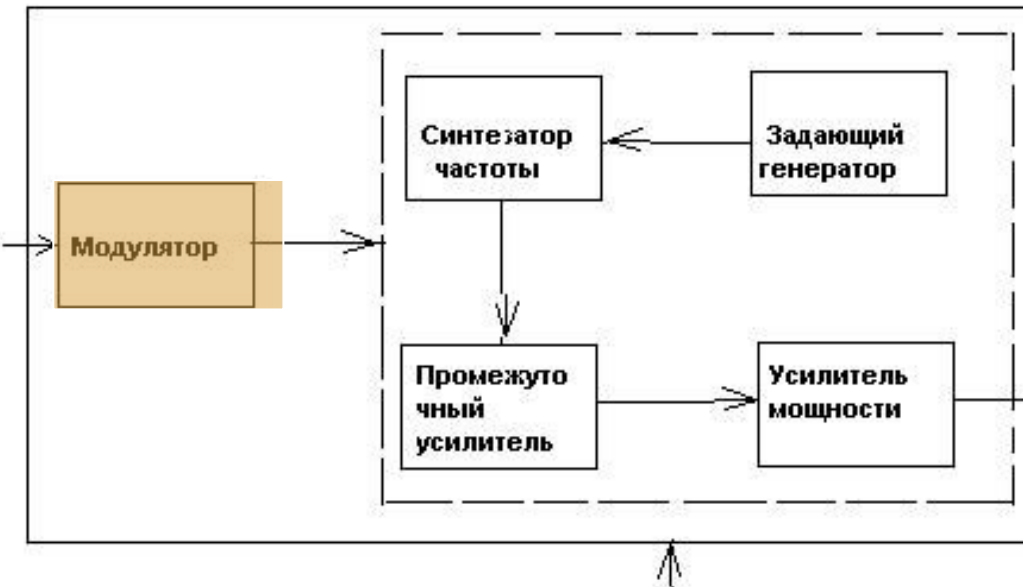 Синтезатор
частоты
Задающий
генератор
Модулятор
Промежуто
чный
усилитель
Усилитель
мощности